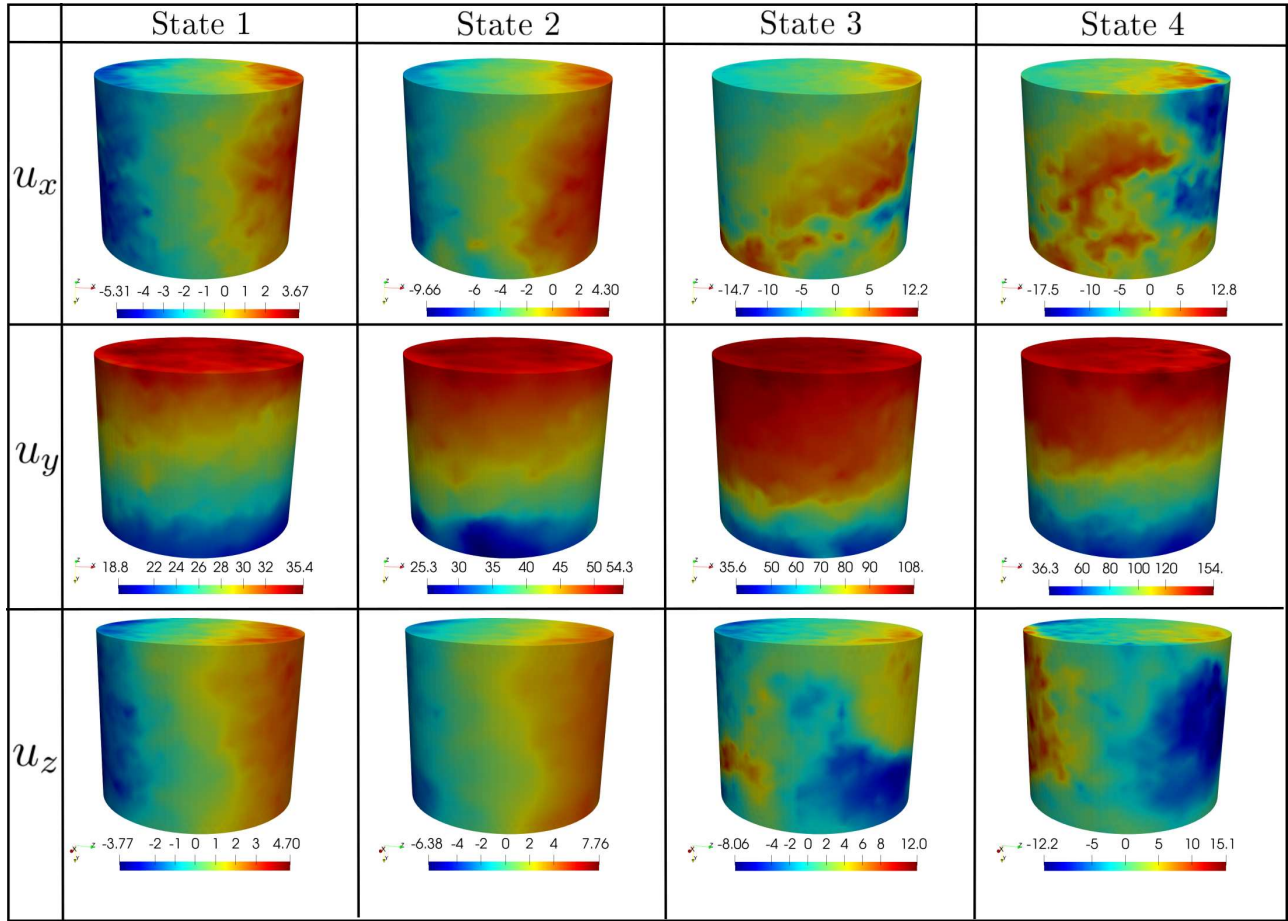 State 1 State 2 State 3 State 4
u_x
-5.31 -4 -3 -2 -1 0 1 2 3.67
-9.66 -6 -4 -2 0 2 4.30
-14.7 -10 -5 0 5 12.2
-17.5 -10 -5 0 5 12.8
u_y
18.8 22 24 26 28 30 32 35.4
25.3 30 35 40 45 50 54.3
35.6 50 60 70 80 90 108.
36.3 60 80 100 120 154.
u_z
-3.77 -2 -1 0 1 2 3 4.70
-6.38 -4 -2 0 2 4 7.76
-8.06 -4 -2 0 2 4 6 8 12.0
-12.2 -5 0 5 10 15.1